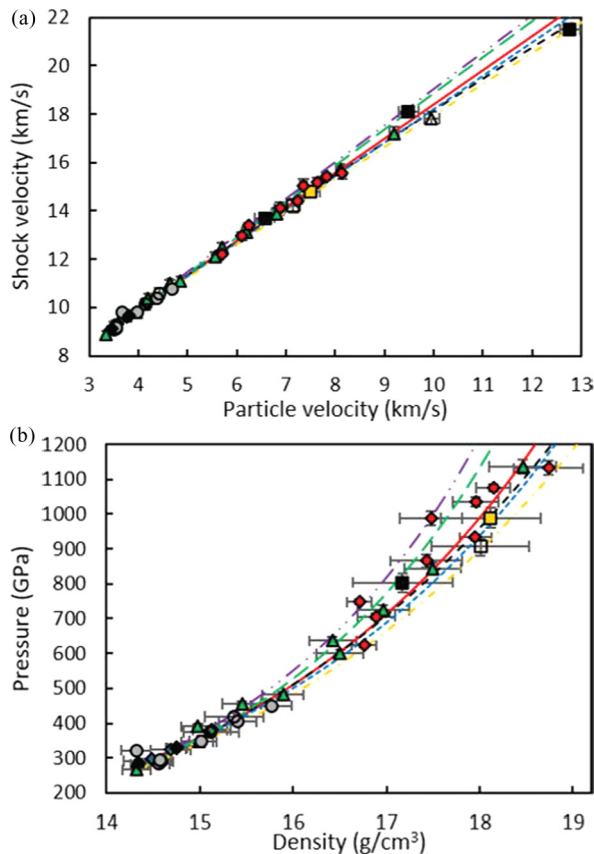 (a)
22
20
18
16
14
12
10
8
Shock velocity (km/s)
3 4 5 6 7 8 9 10 11 12 13
Particle velocity (km/s)
(b)
1200
1100
1000
900
800
700
600
500
400
300
200
Pressure (GPa)
14 15 16 17 18 19
Density (g/cm³)